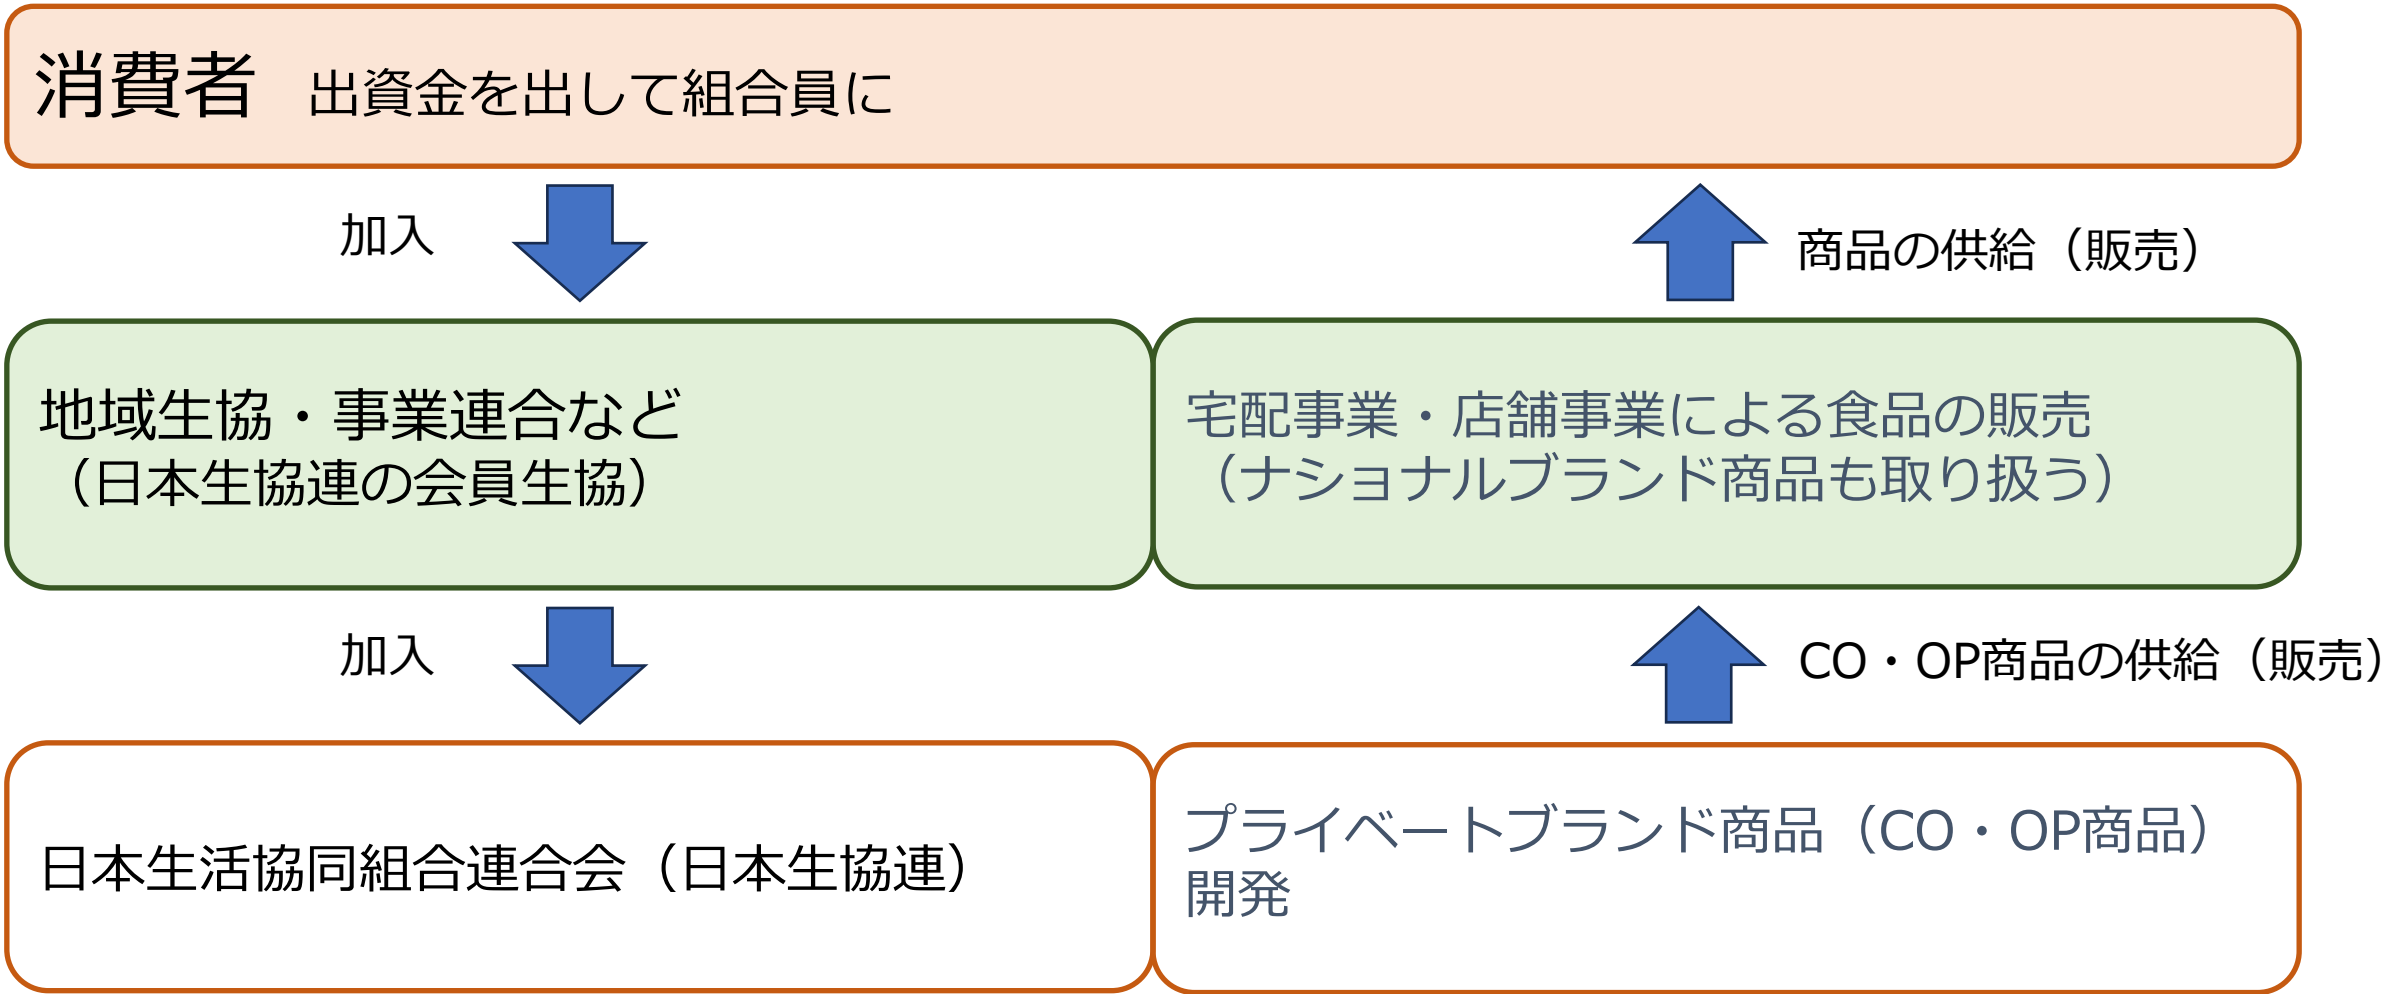 消費者 出資金を出して組合員に
加入
商品の供給（販売）
地域生協・事業連合など
（日本生協連の会員生協）
宅配事業・店舗事業による食品の販売
（ナショナルブランド商品も取り扱う）
加入
CO・OP商品の供給（販売）
日本生活協同組合連合会（日本生協連）
プライベートブランド商品（CO・OP商品）
開発